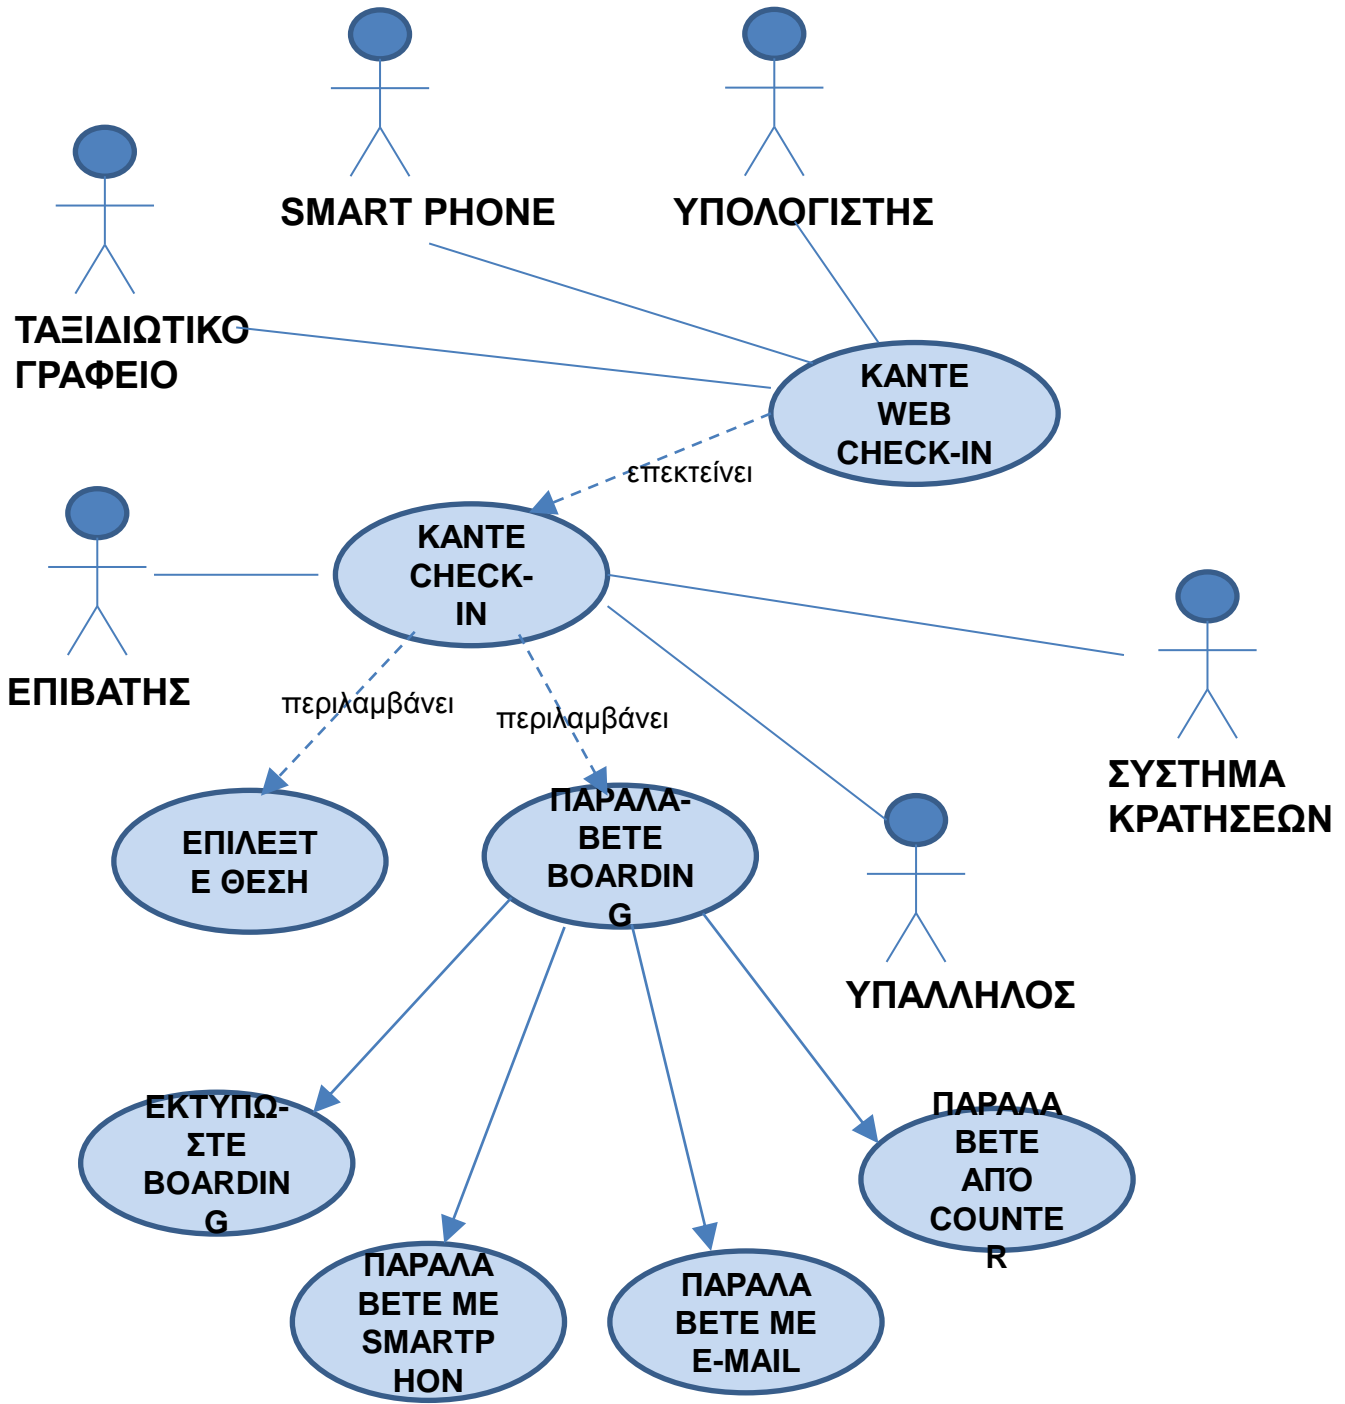 SMART PHONE
ΥΠΟΛΟΓΙΣΤΗΣ
ΤΑΞΙΔΙΩΤΙΚΟ
ΓΡΑΦΕΙΟ
ΚΑΝΤΕ
WEB
CHECK-IN
επεκτείνει
ΚΑΝΤΕ
CHECK-
IN
ΕΠΙΒΑΤΗΣ
περιλαμβάνει
περιλαμβάνει
ΣΥΣΤΗΜΑ
ΚΡΑΤΗΣΕΩΝ
ΕΠΙΛΕΞΤ
Ε ΘΕΣΗ
ΠΑΡΑΛΑ-
ΒΕΤΕ
BOARDIN
G
ΥΠΑΛΛΗΛΟΣ
ΕΚΤΥΠΩ-
ΣΤΕ
BOARDIN
G
ΠΑΡΑΛΑ
ΒΕΤΕ ΜΕ
SMARTP
HON
ΠΑΡΑΛΑ
ΒΕΤΕ ΜΕ
E-MAIL
ΠΑΡΑΛΑ
ΒΕΤΕ
ΑΠΌ
COUNTE
R